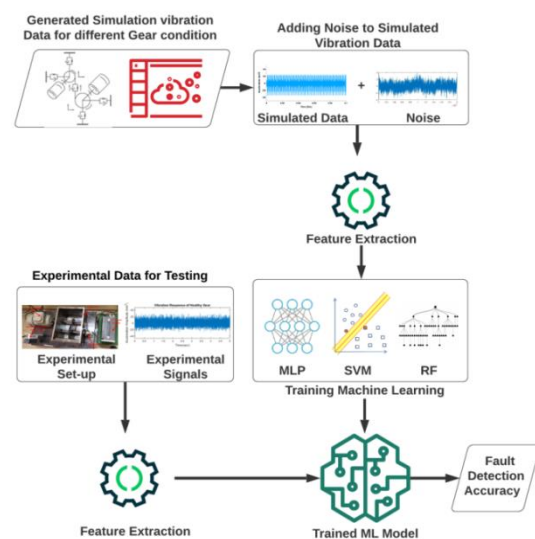 Generated Simulation vibration
Data for different Gear condition
Adding Noise to Simulated
Vibration Data
+
Simulated Data
Noise
Feature Extraction
Experimental Data for Testing
Experimental
Set-up
Experimental
Signals
MLP
SVM
RF
Training Machine Learning
Feature Extraction
Trained ML Model
Fault
Detection
Accuracy